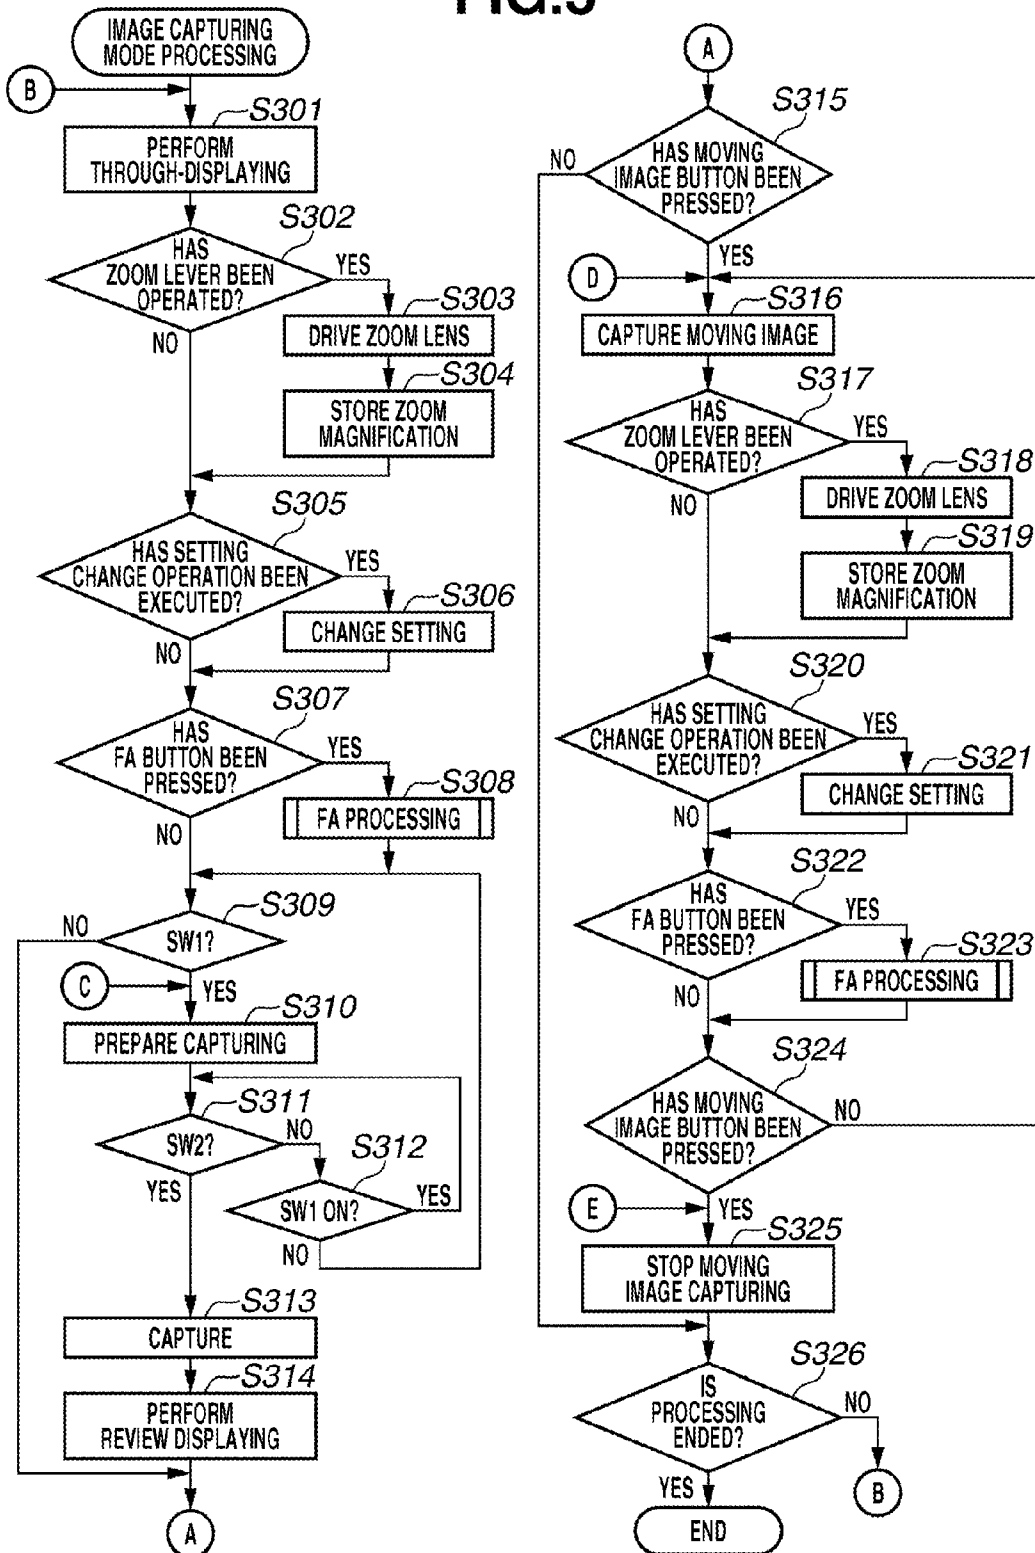 IMAGE CAPTURING
MODE PROCESSING
B
S301
PERFORM
THROUGH-DISPLAYING
S302
HAS
ZOOM LEVER BEEN
OPERATED?
YES
NO
S303
DRIVE ZOOM LENS
S304
STORE ZOOM
MAGNIFICATION
S305
HAS SETTING
CHANGE OPERATION BEEN
EXECUTED?
YES
NO
S306
CHANGE SETTING
S307
HAS
FA BUTTON BEEN
PRESSED?
YES
NO
S308
FA PROCESSING
S309
NO
SW1?
C
YES
S310
PREPARE CAPTURING
S311
SW2?
NO
YES
S312
SW1 ON?
YES
NO
S313
CAPTURE
S314
PERFORM
REVIEW DISPLAYING
A
A
S315
NO
HAS MOVING
IMAGE BUTTON BEEN
PRESSED?
YES
D
S316
CAPTURE MOVING IMAGE
S317
HAS
ZOOM LEVER BEEN
OPERATED?
YES
NO
S318
DRIVE ZOOM LENS
S319
STORE ZOOM
MAGNIFICATION
S320
HAS SETTING
CHANGE OPERATION BEEN
EXECUTED?
YES
NO
S321
CHANGE SETTING
S322
HAS
FA BUTTON BEEN
PRESSED?
YES
NO
S323
FA PROCESSING
S324
HAS MOVING
IMAGE BUTTON BEEN
PRESSED?
NO
E
YES
S325
STOP MOVING
IMAGE CAPTURING
S326
IS
PROCESSING
ENDED?
NO
YES
B
END